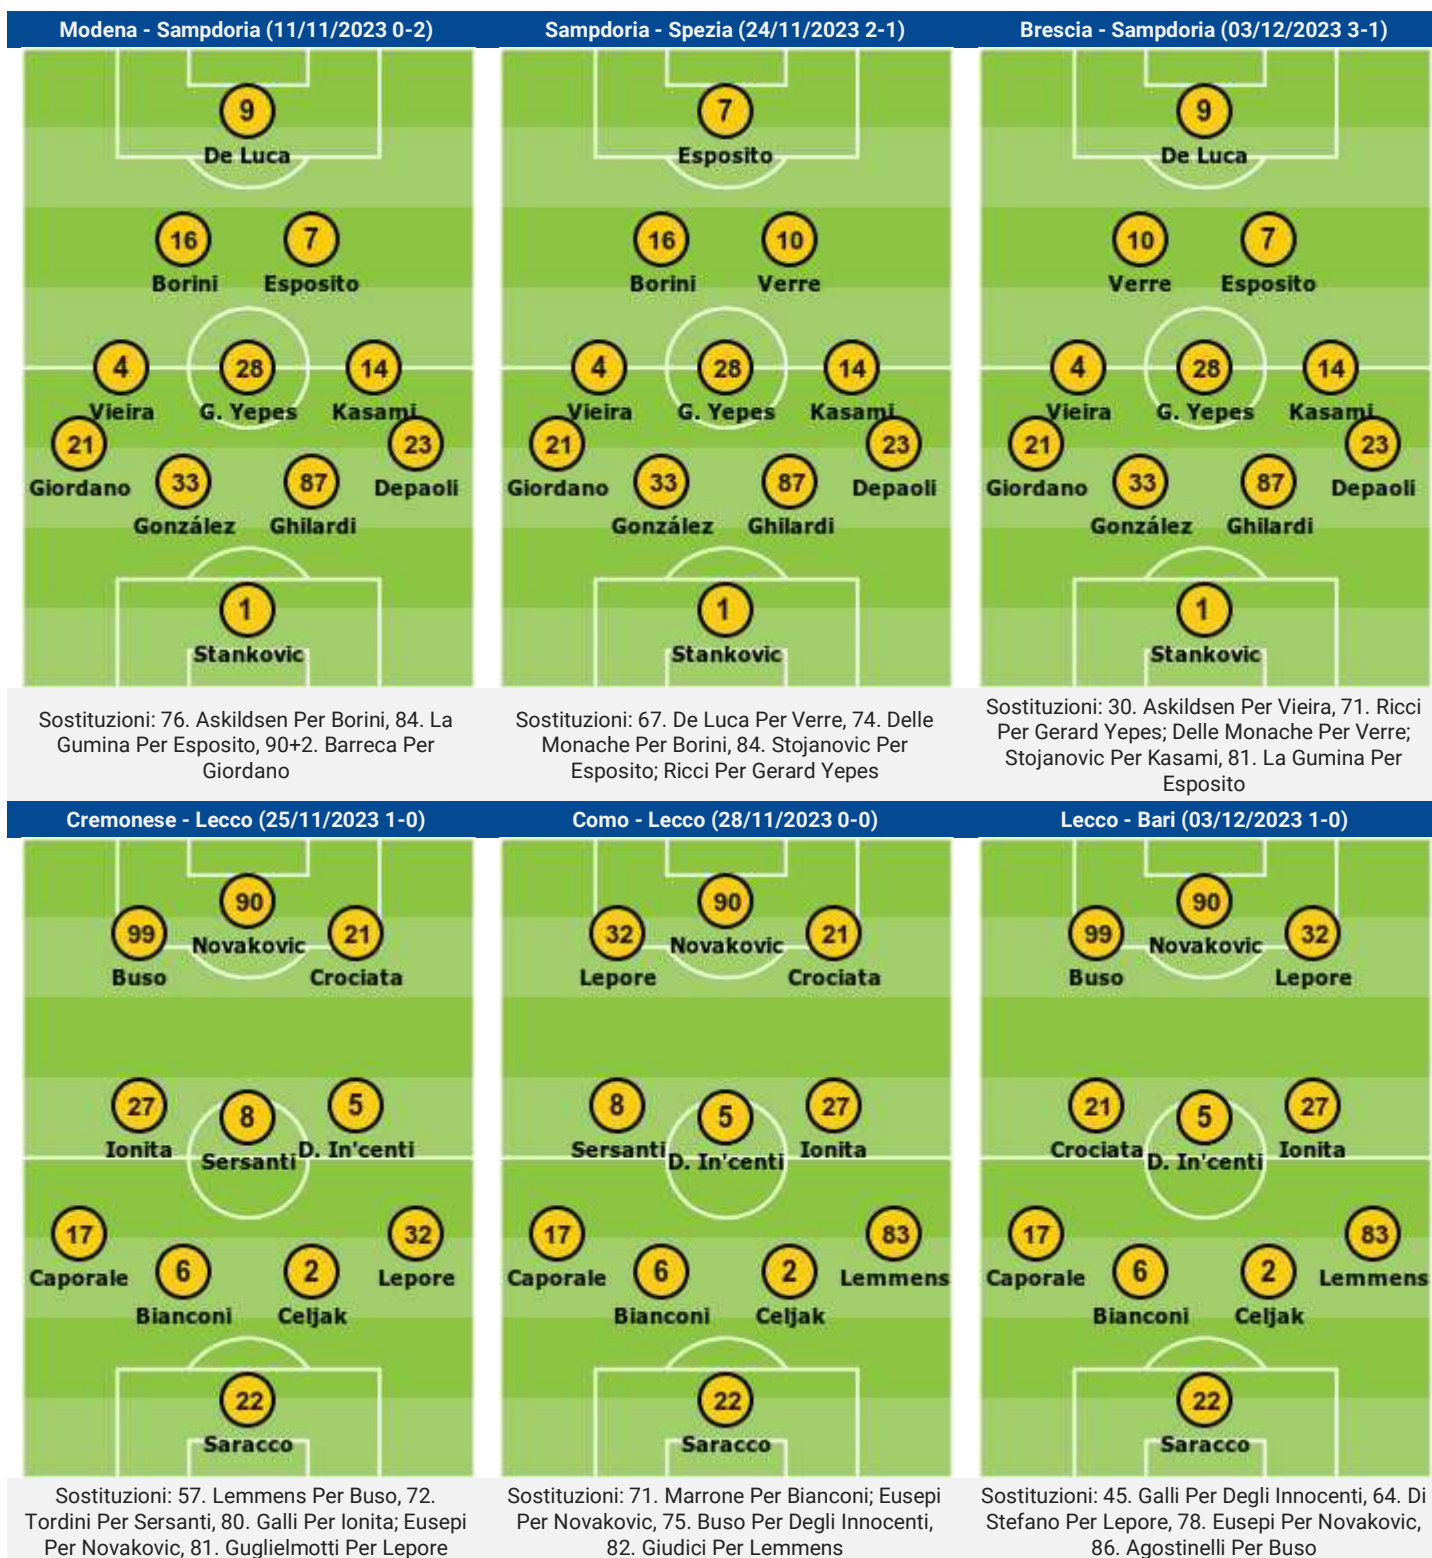 Modena - Sampdoria (11/11/2023 0-2)
9
De Luca
16 7
Borini Esposito
4 28 14
Vieira G. Yepes Kasami
21 23
Giordano 33 87 Depaoli
González Ghilardi
1
Stankovic
Sostituzioni: 76. Askildsen Per Borini, 84. La
Gumina Per Esposito, 90+2. Barreca Per
Giordano
Sampdoria - Spezia (24/11/2023 2-1)
7
Esposito
16 10
Borini Verre
4 28 14
Vieira G. Yepes Kasami
21 23
Giordano 33 87 Depaoli
González Ghilardi
1
Stankovic
Sostituzioni: 67. De Luca Per Verre, 74. Delle
Monache Per Borini, 84. Stojanovic Per
Esposito; Ricci Per Gerard Yepes
Brescia - Sampdoria (03/12/2023 3-1)
9
De Luca
10 7
Verre Esposito
4 28 14
Vieira G. Yepes Kasami
21 23
Giordano 33 87 Depaoli
González Ghilardi
1
Stankovic
Sostituzioni: 30. Askildsen Per Vieira, 71. Ricci
Per Gerard Yepes; Delle Monache Per Verre;
Stojanovic Per Kasami, 81. La Gumina Per
Esposito
Cremonese - Lecco (25/11/2023 1-0)
90
99 Novakovic 21
Buso Crociata
27 8 5
Ionita Sersanti D. In'centi
17 32
Caporale 6 2 Lepore
Bianconi Celjak
22
Saracco
Sostituzioni: 57. Lemmens Per Buso, 72.
Tordini Per Sersanti, 80. Galli Per Ionita; Eusepi
Per Novakovic, 81. Guglielmotti Per Lepore
Como - Lecco (28/11/2023 0-0)
90
32 Novakovic 21
Lepore Crociata
8 5 27
Sersanti D. In'centi Ionita
17 83
Caporale 6 2 Lemmens
Bianconi Celjak
22
Saracco
Sostituzioni: 71. Marrone Per Bianconi; Eusepi
Per Novakovic, 75. Buso Per Degli Innocenti,
82. Giudici Per Lemmens
Lecco - Bari (03/12/2023 1-0)
90
99 Novakovic 32
Buso Lepore
21 5 27
Crociata D. In'centi Ionita
17 83
Caporale 6 2 Lemmens
Bianconi Celjak
22
Saracco
Sostituzioni: 45. Galli Per Degli Innocenti, 64. Di
Stefano Per Lepore, 78. Eusepi Per Novakovic,
86. Agostinelli Per Buso